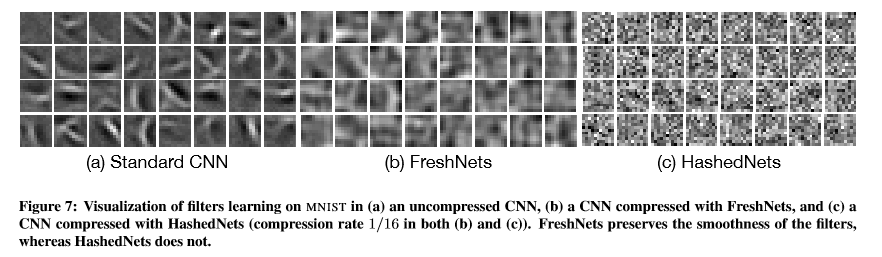 (a) Standard CNN
(b) FreshNets
(c) HashedNets
Figure 7: Visualization of filters learning on MNIST in (a) an uncompressed CNN, (b) a CNN compressed with FreshNets, and (c) a
CNN compressed with HashedNets (compression rate 1/16 in both (b) and (c)). FreshNets preserves the smoothness of the filters,
whereas HashedNets does not.